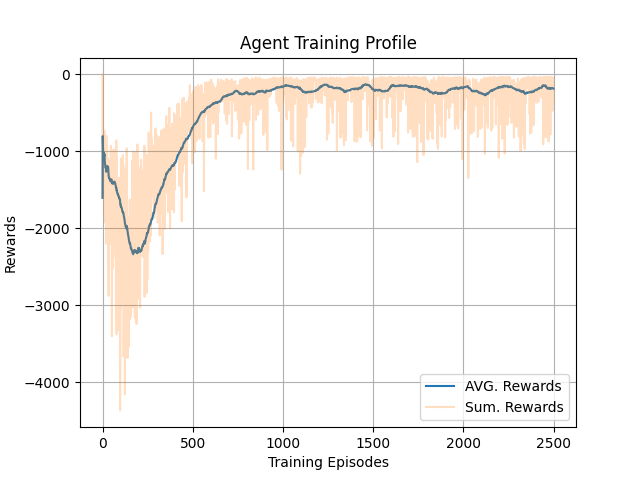 Agent Training Profile
Rewards
0
−1000
−2000
−3000
−4000
AVG. Rewards
Sum. Rewards
0 500 1000 1500 2000 2500
Training Episodes